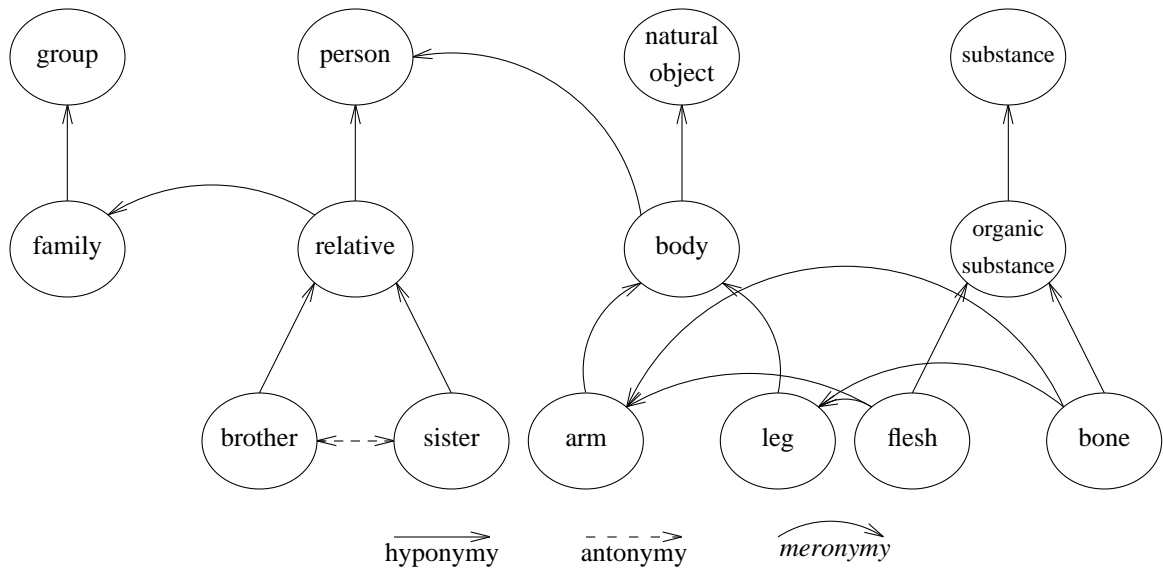 group
person
natural
object
substance
family
relative
body
organic
substance
brother
sister
arm
leg
flesh
bone
hyponymy
antonymy
meronymy